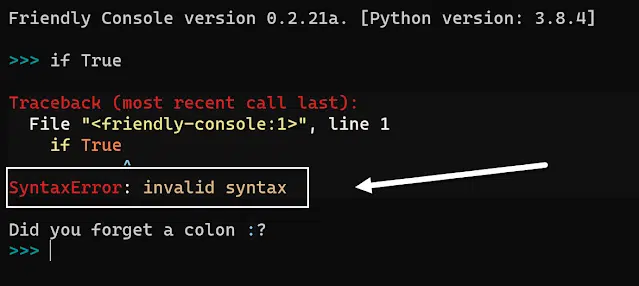 Friendly Console version 0.2.21a. [Python version: 3.8.4]
>>> if True
Traceback (most recent call last):
  File "<friendly-console:1>", line 1
    if True
           ^
SyntaxError: invalid syntax
Did you forget a colon :?
>>>